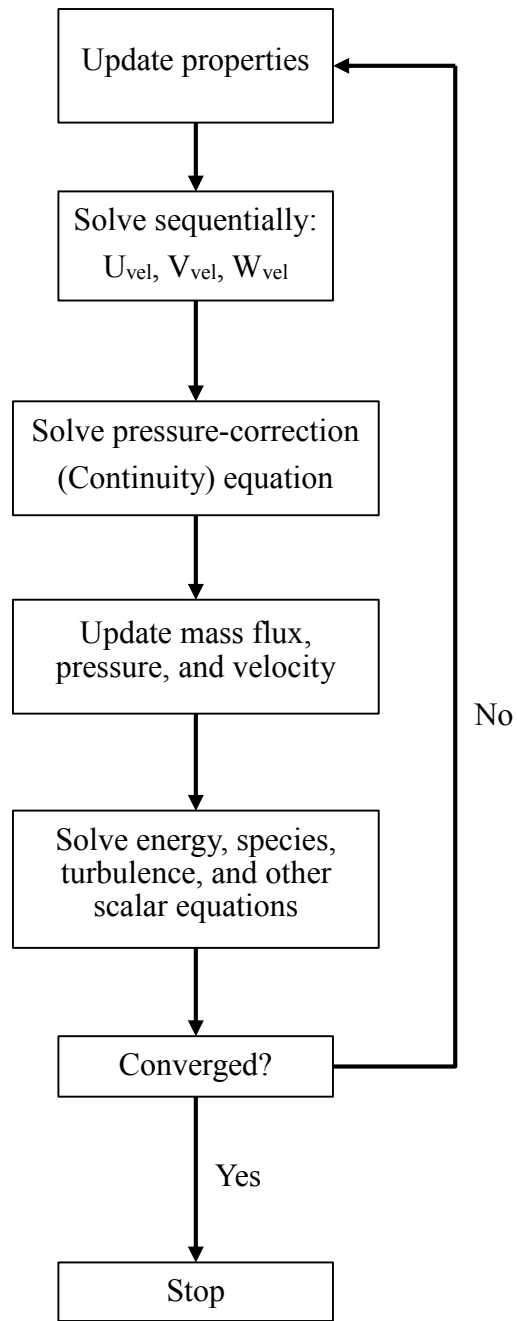 Update properties
Solve sequentially:
Uvel, Vvel, Wvel
Solve pressure-correction
(Continuity) equation
Update mass flux,
pressure, and velocity
No
Solve energy, species,
turbulence, and other
scalar equations
Converged?
Yes
Stop